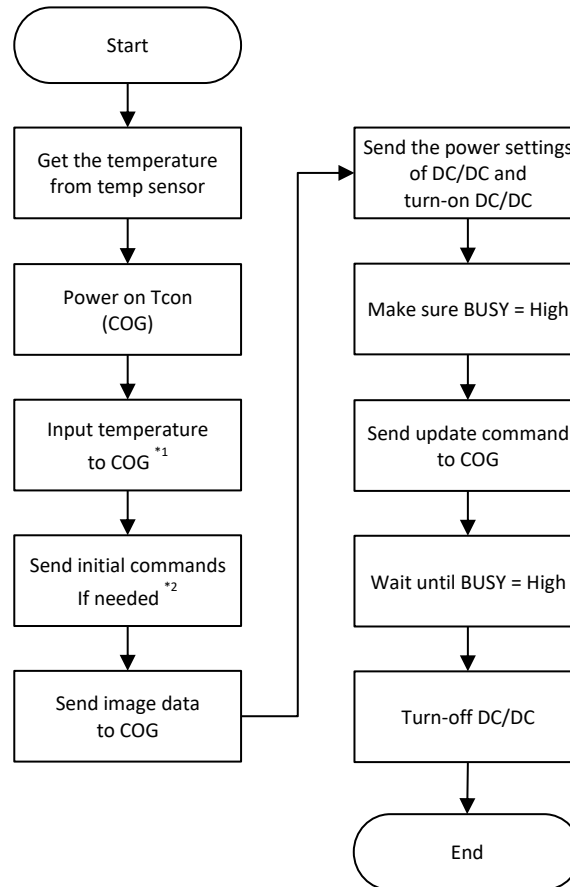 Start
Get the temperature
from temp sensor
Power on Tcon
(COG)
Input temperature
to COG *1
Send initial commands
If needed *2
Send image data
to COG
Send the power settings
of DC/DC and
turn-on DC/DC
Make sure BUSY = High
Send update command
to COG
Wait until BUSY = High
Turn-off DC/DC
End